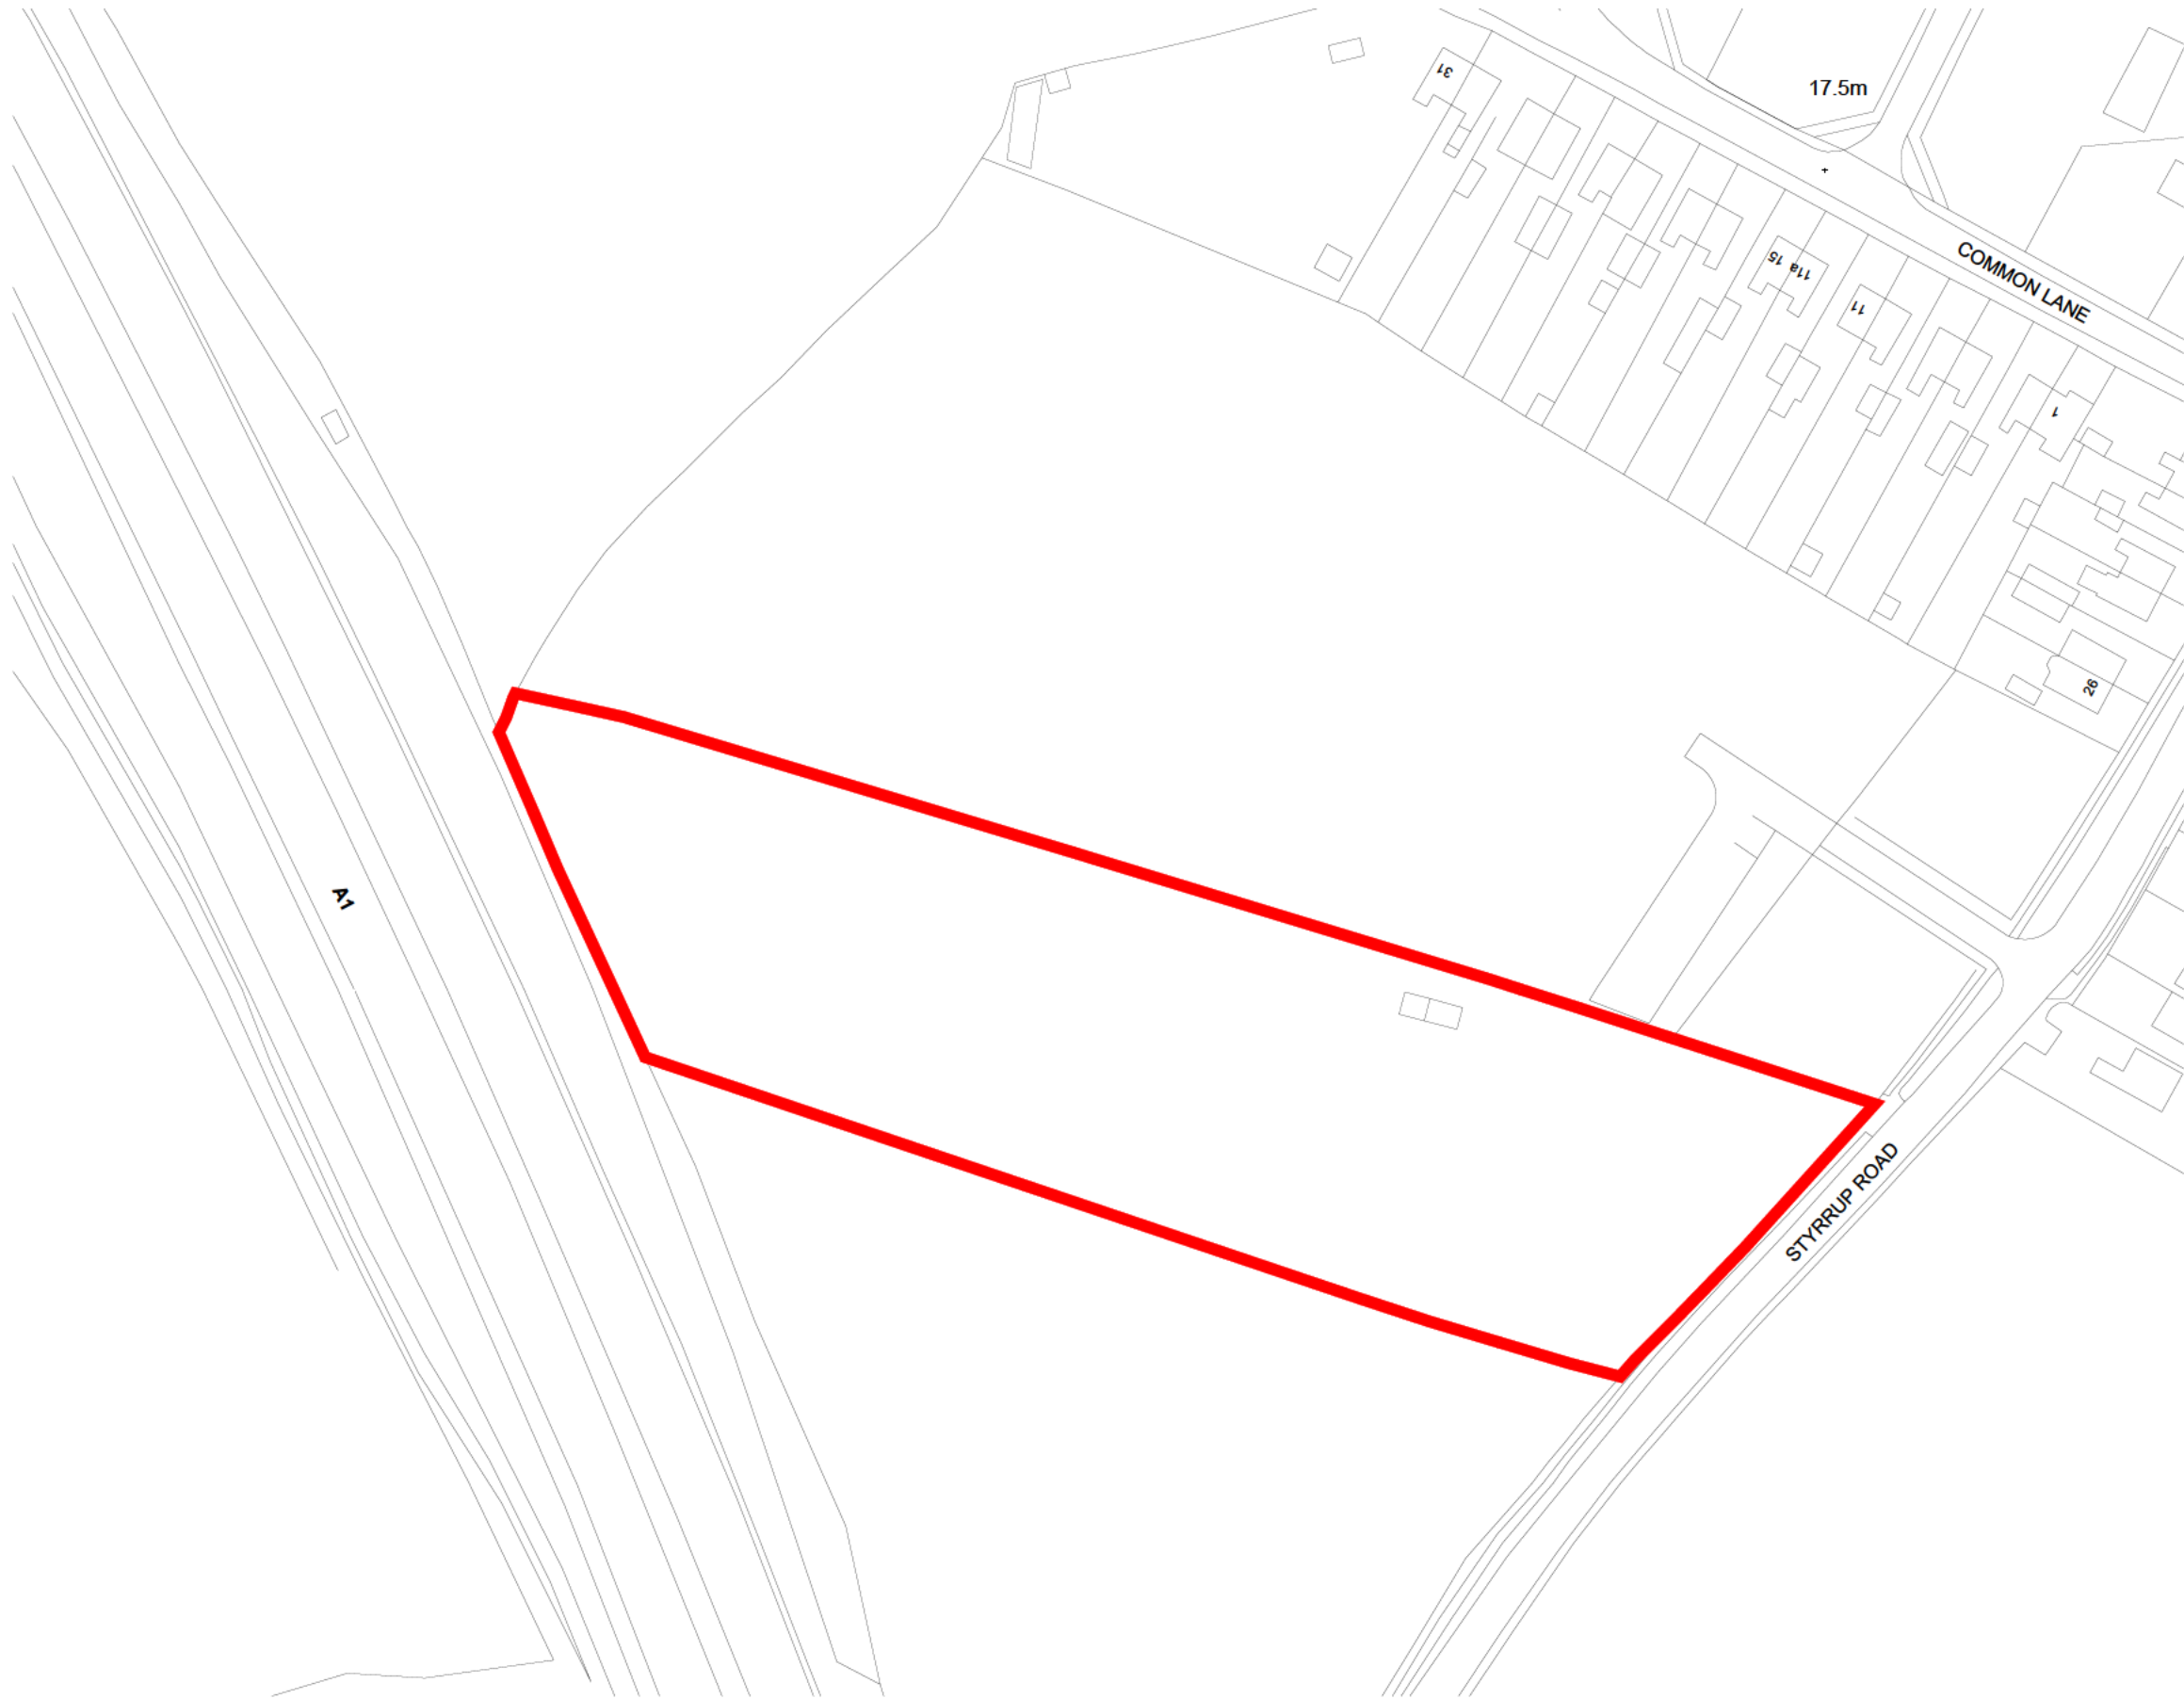 31
17.5m
COMMON LANE
11a 15
11
1
26
A1
STYRRUP ROAD